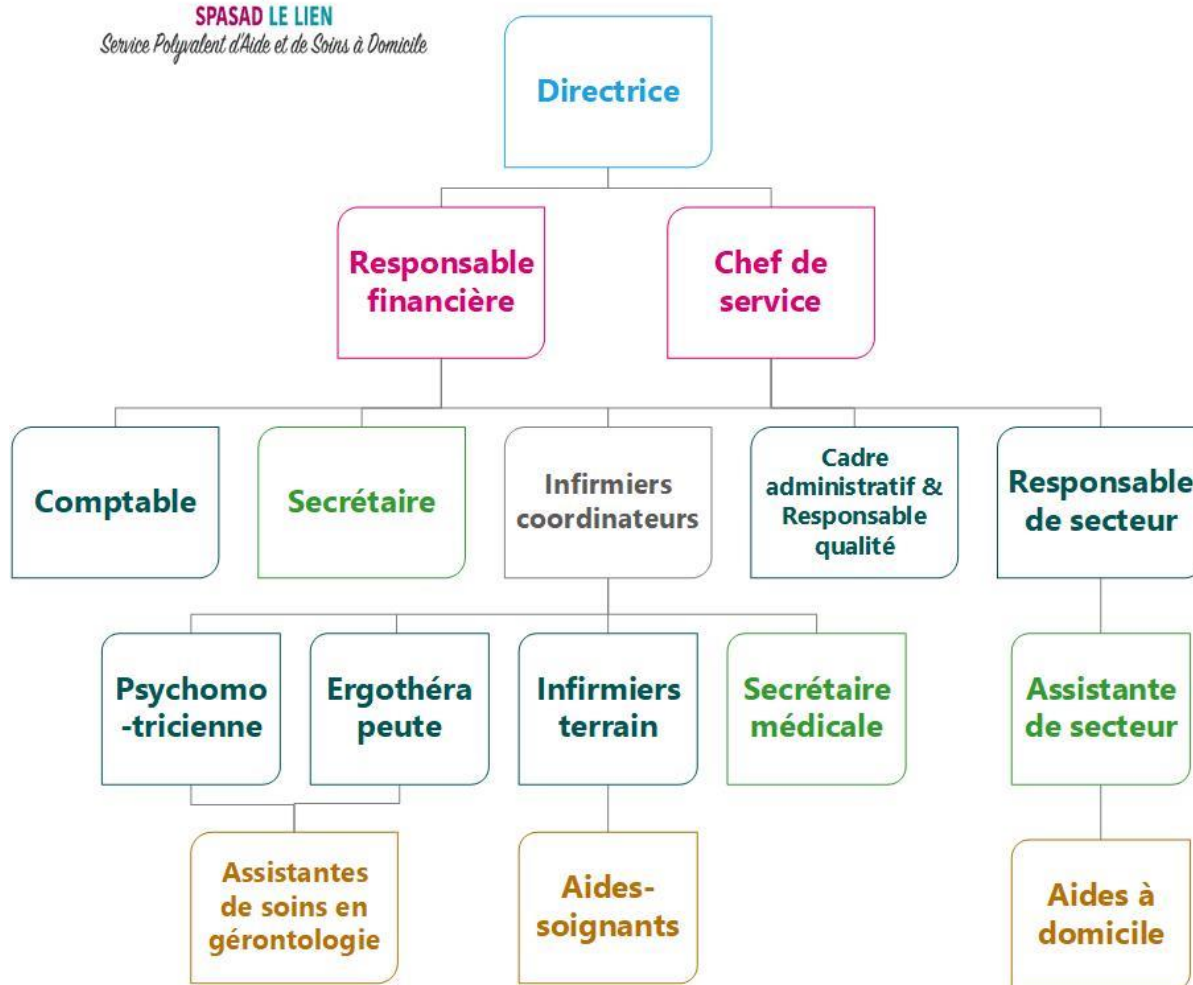 SPASAD LE LIEN
Service Polyvalent d'Aide et de Soins à Domicile
Directrice
Responsable
financière
Chef de
service
Comptable
Secrétaire
Infirmiers
coordinateurs
Cadre
administratif &
Responsable
qualité
Responsable
de secteur
Psychomo
-tricienne
Ergothéra
peute
Infirmiers
terrain
Secrétaire
médicale
Assistante
de secteur
Assistantes
de soins en
gérontologie
Aides-
soignants
Aides à
domicile